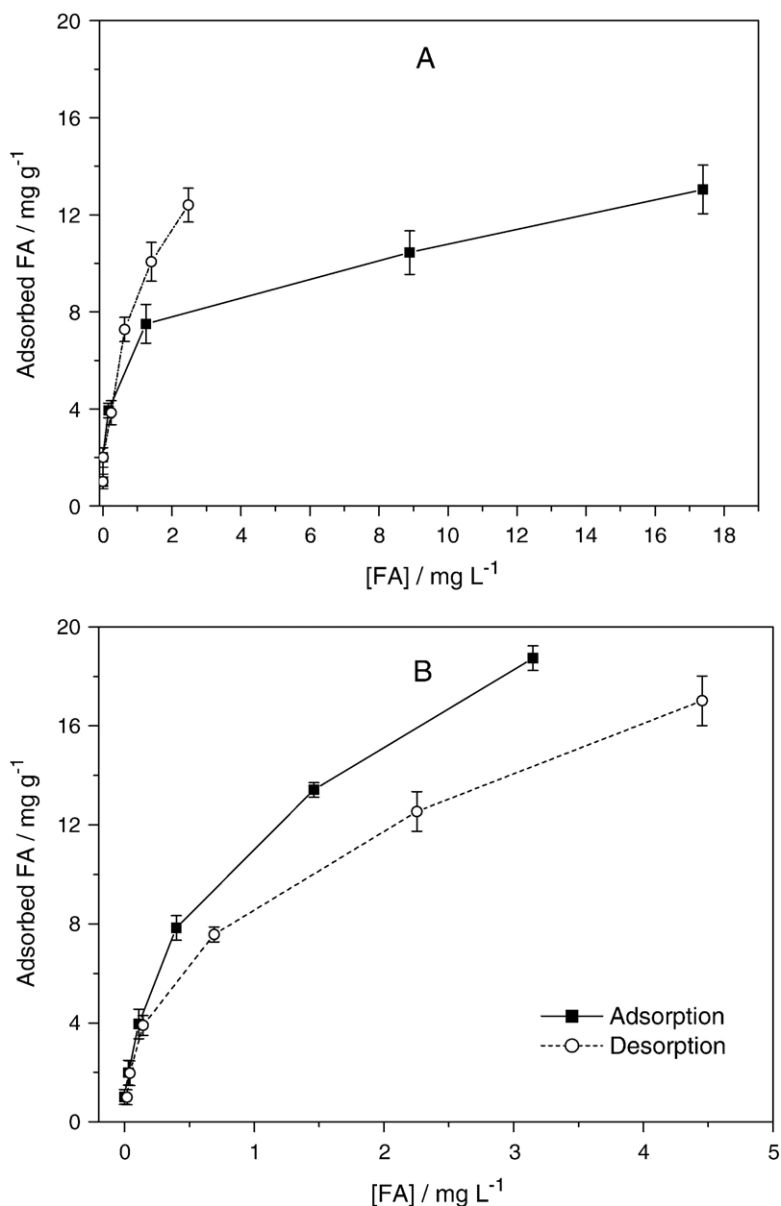 A
20
16
12
8
4
0
Adsorbed FA / mg g⁻¹
0 2 4 6 8 10 12 14 16 18
[FA] / mg L⁻¹
B
20
16
12
8
4
0
Adsorbed FA / mg g⁻¹
Adsorption
Desorption
0 1 2 3 4 5
[FA] / mg L⁻¹